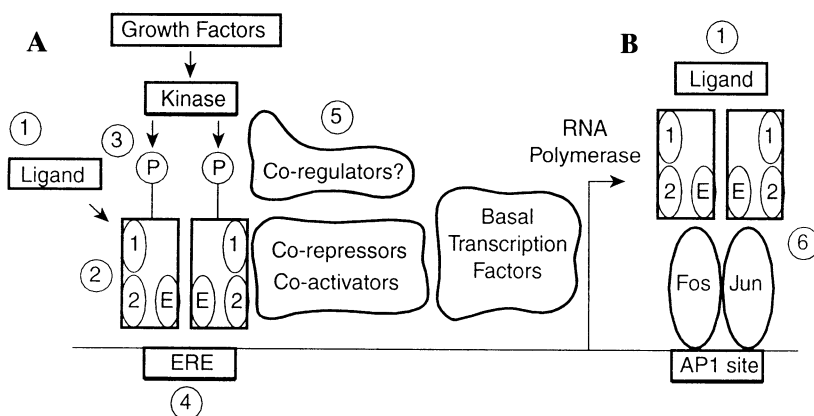 A
Growth Factors
Kinase
1
3
P
P
5
Ligand
Co-regulators?
2
1
2
E
1
E
2
Co-repressors
Co-activators
Basal
Transcription
Factors
ERE
4
B
1
Ligand
RNA
Polymerase
1
2
E
1
E
2
6
Fos
Jun
AP1 site